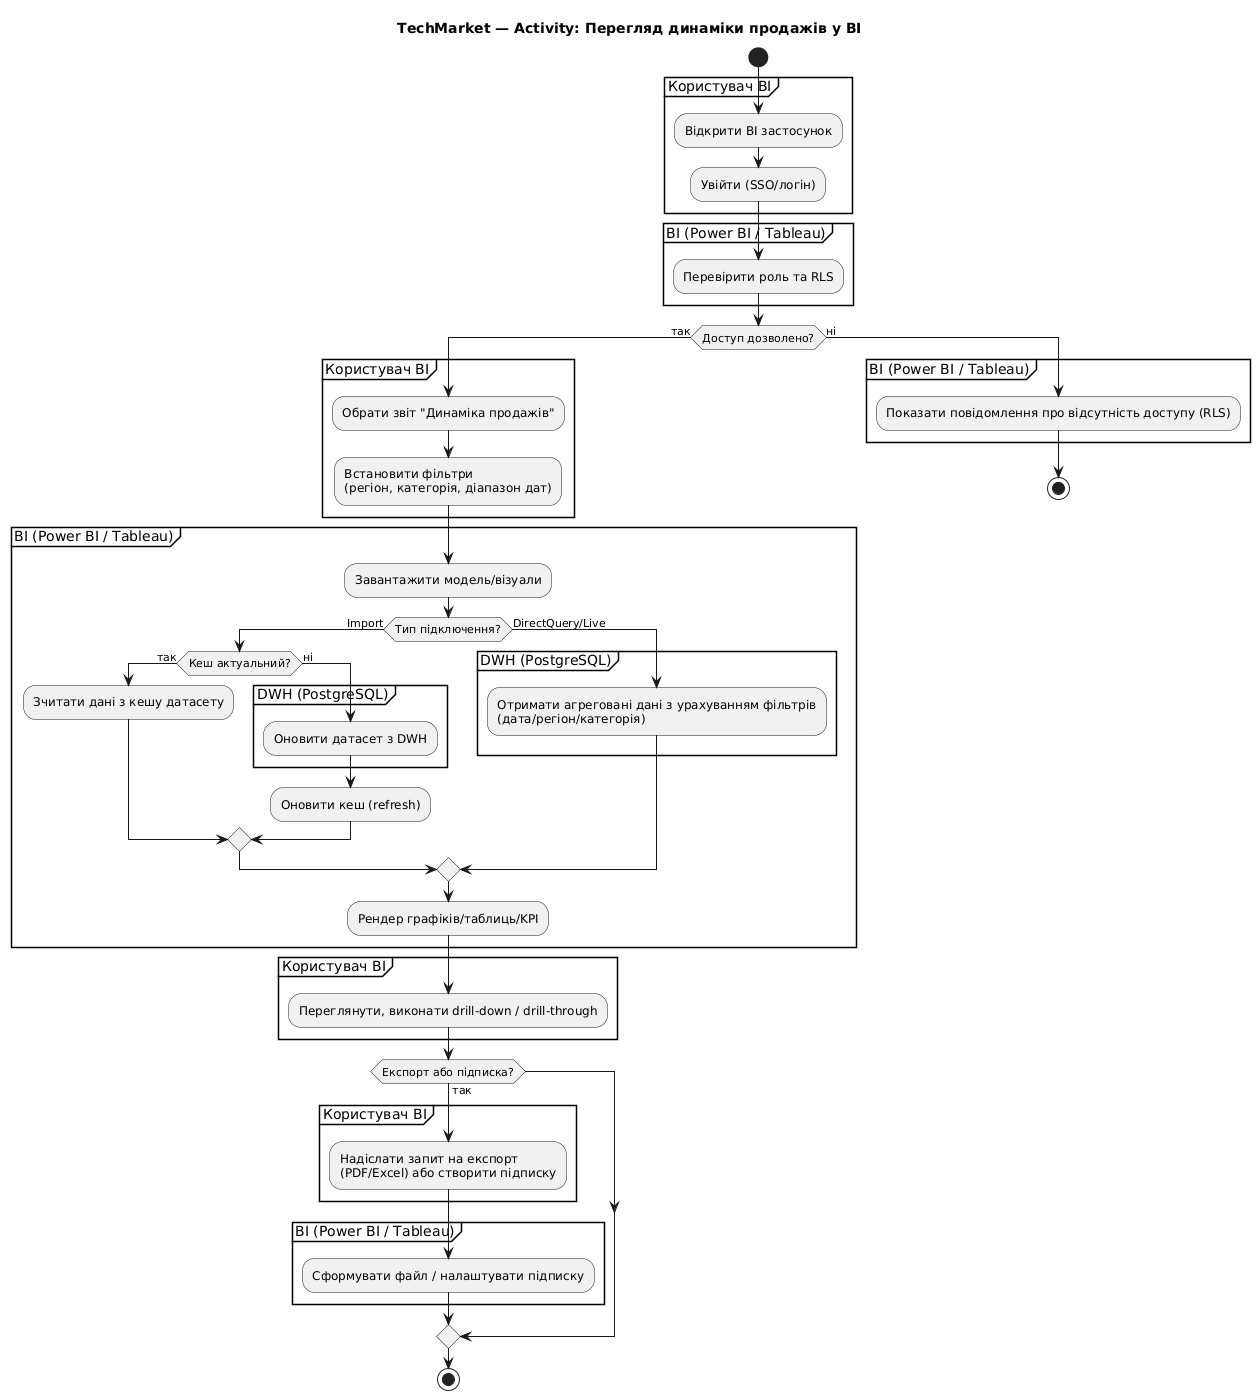 TechMarket — Activity: Перегляд динаміки продажів у BI
Користувач BI
Відкрити BI застосунок
Увійти (SSO/логін)
BI (Power BI / Tableau)
Перевірити роль та RLS
так
Доступ дозволено?
ні
Користувач BI
Обрати звіт "Динаміка продажів"
Встановити фільтри
(регіон, категорія, діапазон дат)
BI (Power BI / Tableau)
Показати повідомлення про відсутність доступу (RLS)
BI (Power BI / Tableau)
Завантажити модель/візуали
Import
Тип підключення?
DirectQuery/Live
так
Кеш актуальний?
ні
Зчитати дані з кешу датасету
DWH (PostgreSQL)
Оновити датасет з DWH
Оновити кеш (refresh)
DWH (PostgreSQL)
Отримати агреговані дані з урахуванням фільтрів
(дата/регіон/категорія)
Рендер графіків/таблиць/KPI
Користувач BI
Переглянути, виконати drill-down / drill-through
Експорт або підписка?
так
Користувач BI
Надіслати запит на експорт
(PDF/Excel) або створити підписку
BI (Power BI / Tableau)
Сформувати файл / налаштувати підписку